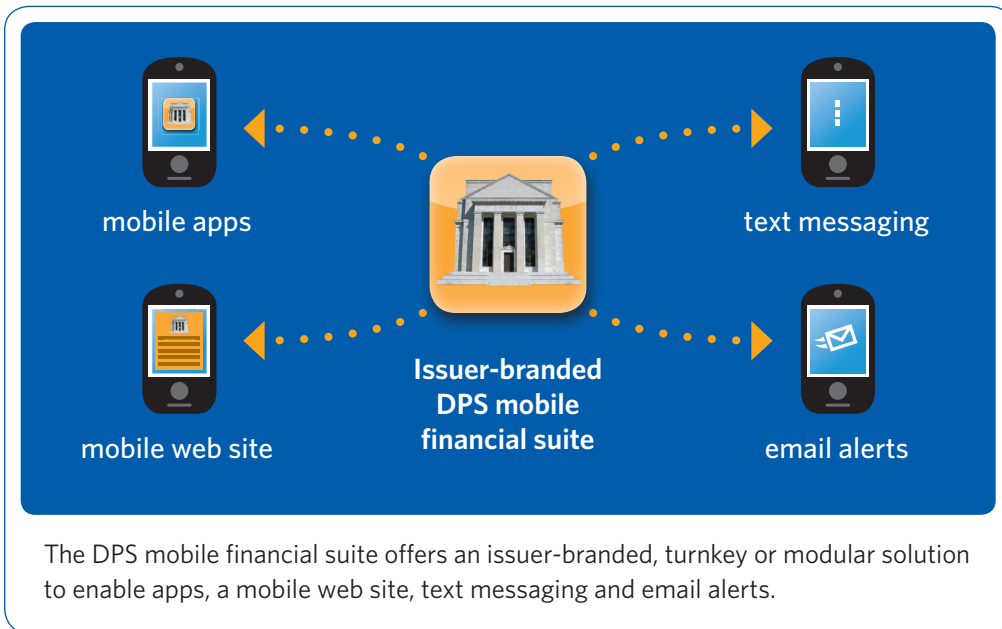 mobile apps
text messaging
mobile web site
Issuer-branded
DPS mobile
financial suite
email alerts
The DPS mobile financial suite offers an issuer-branded, turnkey or modular solution
to enable apps, a mobile web site, text messaging and email alerts.